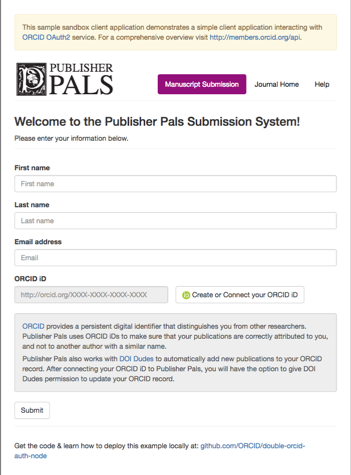 This sample sandbox client application demonstrates a simple client application interacting with
ORCID OAuth2 service. For a comprehensive overview visit http://members.orcid.org/api.
PUBLISHER
PALS
Manuscript Submission
Journal Home
Help
Welcome to the Publisher Pals Submission System!
Please enter your information below.
First name
First name
Last name
Last name
Email address
Email
ORCID iD
http://orcid.org/XXXX-XXXX-XXXX-XXXX
iD Create or Connect your ORCID iD
ORCID provides a persistent digital identifier that distinguishes you from other researchers.
Publisher Pals uses ORCID iDs to make sure that your publications are correctly attributed to you,
and not to another author with a similar name.
Publisher Pals also works with DOI Dudes to automatically add new publications to your ORCID
record. After connecting your ORCID iD to Publisher Pals, you will have the option to give DOI
Dudes permission to update your ORCID record.
Submit
Get the code & learn how to deploy this example locally at: github.com/ORCID/double-orcid-
auth-node